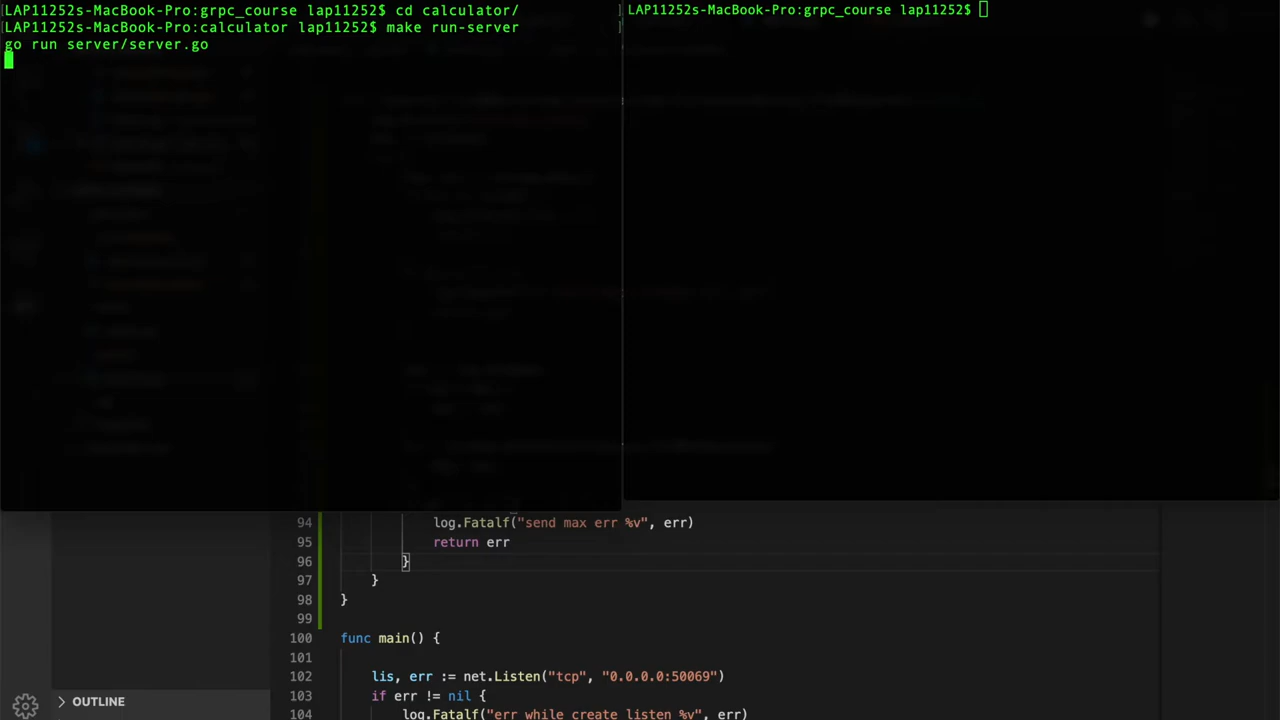 LAP11252s-MacBook-Pro:grpc_course lap11252$ cd calculator/
LAP11252s-MacBook-Pro:calculator lap11252$ make run-server
go run server/server.go
LAP11252s-MacBook-Pro:grpc_course lap11252$
94 log.Fatalf("send max err %v", err)
95 return err
96 }
97 }
98 }
99
100 func main() {
101
102 lis, err := net.Listen("tcp", "0.0.0.0:50069")
103 if err != nil {
104 log.Fatalf("err while create listen %v", err)
OUTLINE